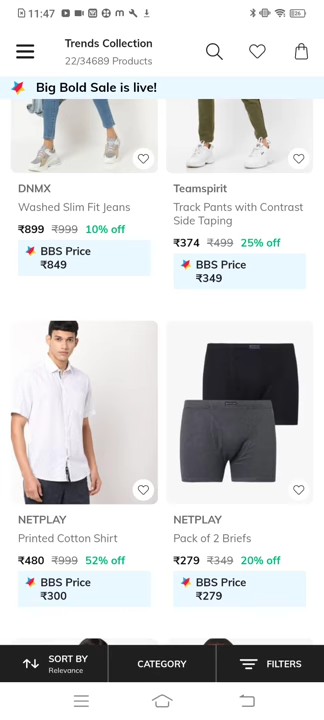 11:47
26
Trends Collection
22/34689 Products
Big Bold Sale is live!
DNMX
Washed Slim Fit Jeans
₹899 ₹999 10% off
BBS Price
₹849
Teamspirit
Track Pants with Contrast
Side Taping
₹374 ₹499 25% off
BBS Price
₹349
NETPLAY
Printed Cotton Shirt
₹480 ₹999 52% off
BBS Price
₹300
NETPLAY
Pack of 2 Briefs
₹279 ₹349 20% off
BBS Price
₹279
SORT BY
Relevance
CATEGORY
FILTERS